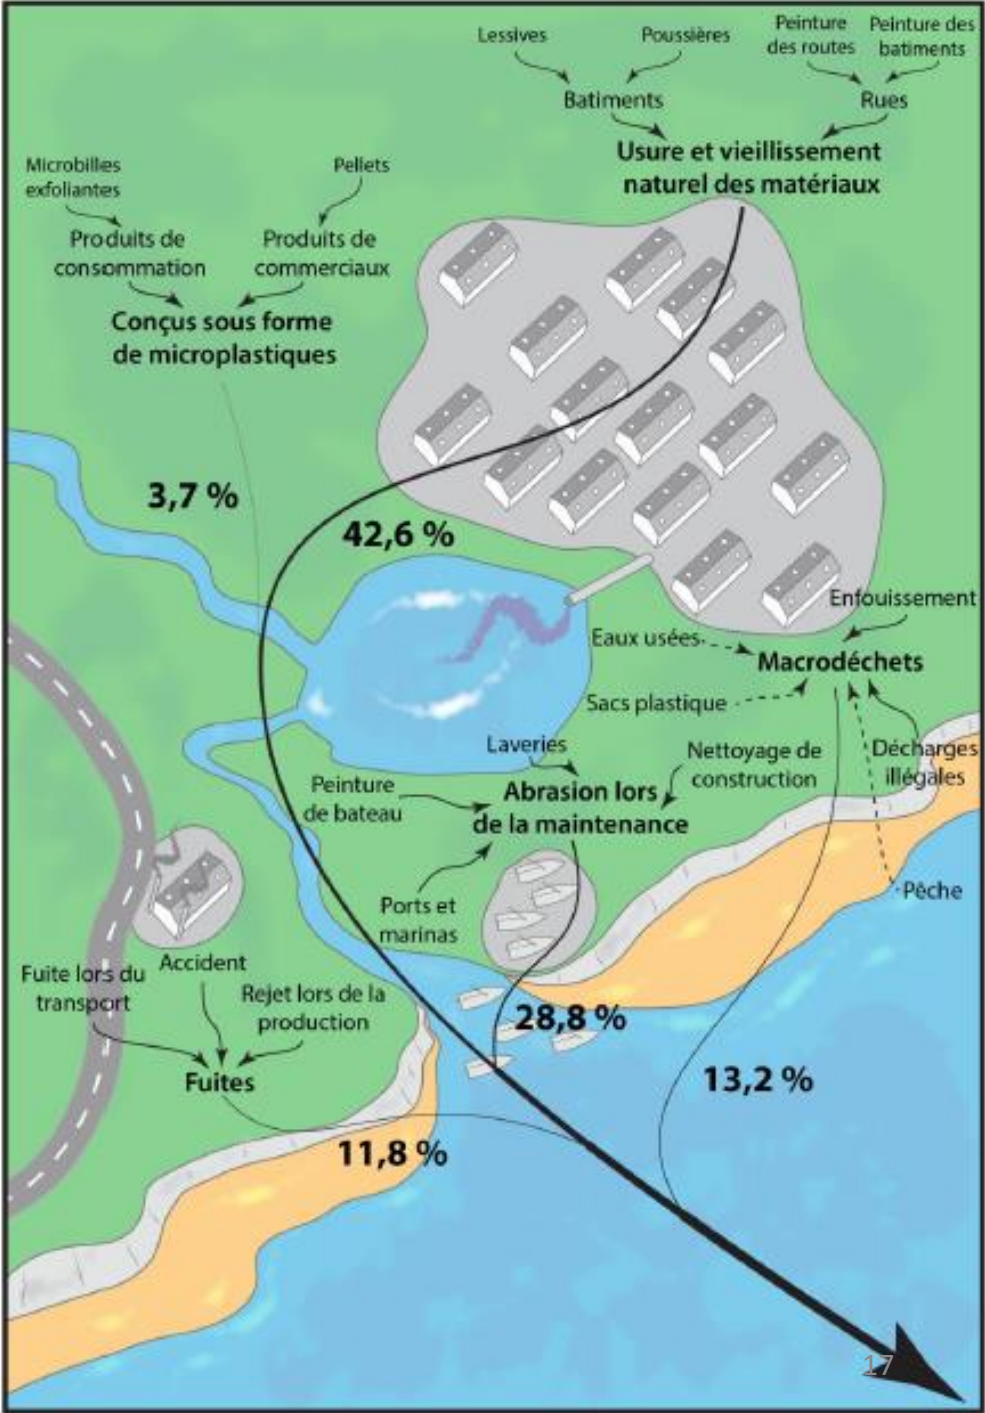 Lessives
Poussières
Peinture
des routes
Peinture des
batiments
Batiments
Rues
Usure et vieillissement
naturel des matériaux
Microbilles
exfoliantes
Pellets
Produits de
consommation
Produits de
commerciaux
Conçus sous forme
de microplastiques
3,7 %
42,6 %
Enfouissement
Eaux usées
Macrodéchets
Sacs plastique
Laveries
Nettoyage de
construction
Décharges
illégales
Peinture
de bateau
Abrasion lors
de la maintenance
Ports et
marinas
Pêche
Accident
Fuite lors du
transport
Rejet lors de la
production
28,8 %
Fuites
13,2 %
11,8 %
17